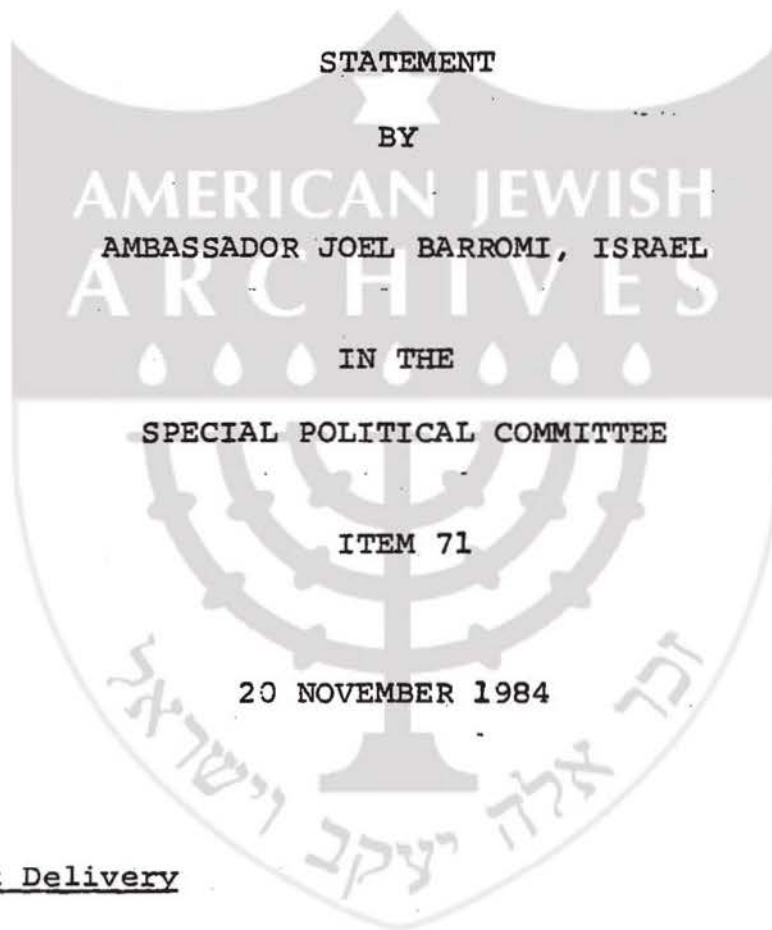 STATEMENT
BY
AMERICAN JEWISH
AMBASSADOR JOEL BARROMI, ISRAEL
ARCHIVES
IN THE
SPECIAL POLITICAL COMMITTEE
ITEM 71
20 NOVEMBER 1984
זכר אלה יעקב וישראל
Delivery